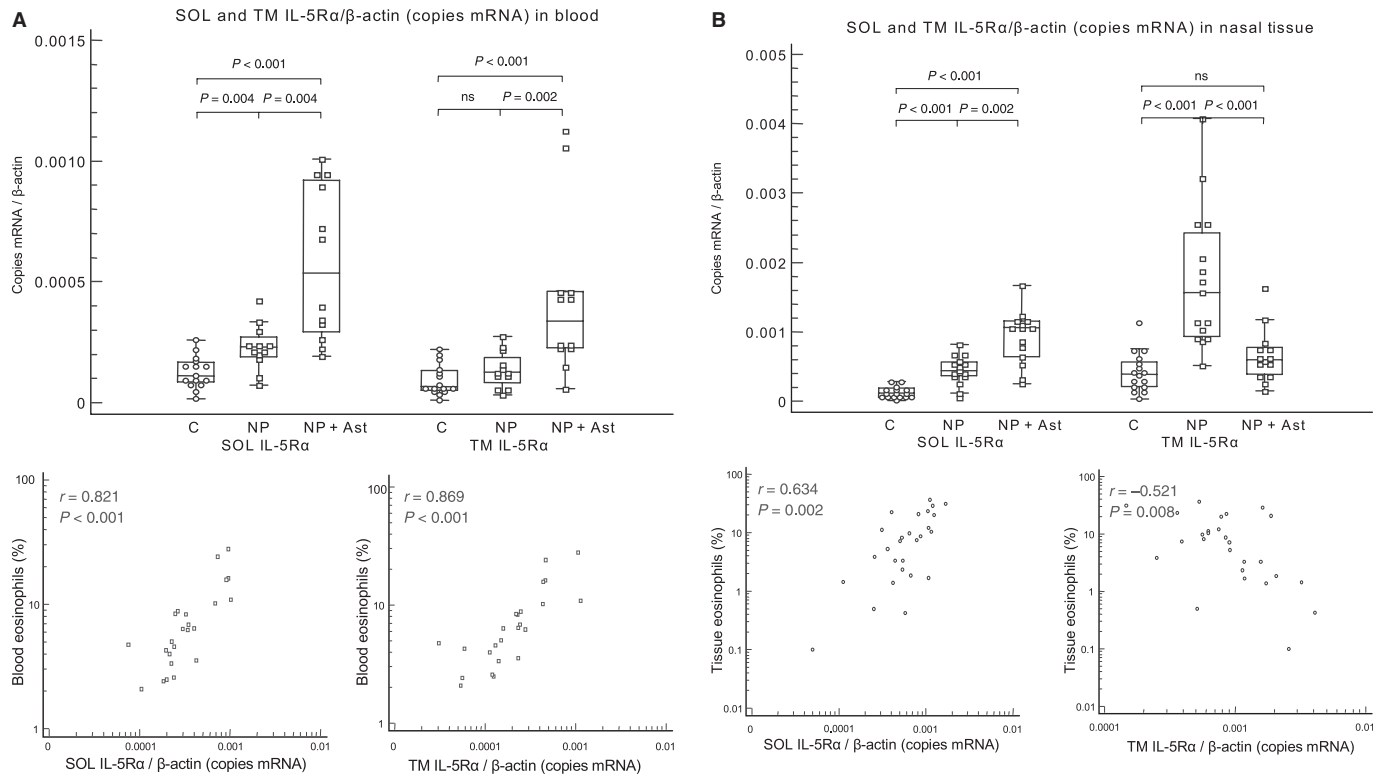 A
SOL and TM IL-5Rα/β-actin (copies mRNA) in blood
0.0015
0.0010
0.0005
0
Copies mRNA / β-actin
P < 0.001
P = 0.004
P = 0.004
P < 0.001
ns
P = 0.002
C
NP
NP + Ast
C
NP
NP + Ast
SOL IL-5Rα
TM IL-5Rα
B
SOL and TM IL-5Rα/β-actin (copies mRNA) in nasal tissue
0.005
0.004
0.003
0.002
0.001
0
Copies mRNA / β-actin
P < 0.001
P < 0.001
P = 0.002
ns
P < 0.001
P < 0.001
C
NP
NP + Ast
C
NP
NP + Ast
SOL IL-5Rα
TM IL-5Rα
100
10
1
Blood eosinophils (%)
r = 0.821
P < 0.001
0
0.0001
0.001
0.01
SOL IL-5Rα / β-actin (copies mRNA)
100
10
1
Blood eosinophils (%)
r = 0.869
P < 0.001
0
0.0001
0.001
0.01
TM IL-5Rα / β-actin (copies mRNA)
100
10
1
0.1
0.01
Tissue eosinophils (%)
r = 0.634
P = 0.002
0
0.0001
0.001
0.01
SOL IL-5Rα / β-actin (copies mRNA)
100
10
1
0.1
0.01
Tissue eosinophils (%)
r = −0.521
P = 0.008
0.0001
0.001
0.01
TM IL-5Rα / β-actin (copies mRNA)